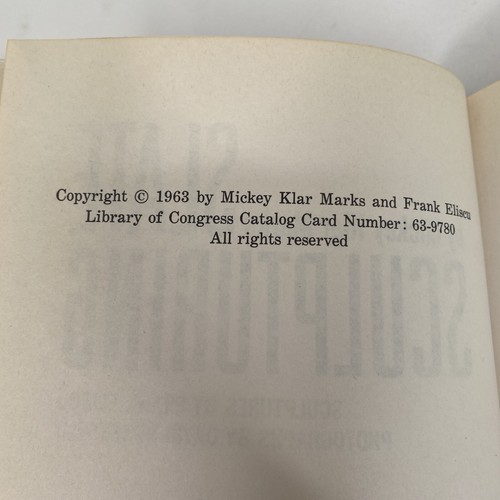 Copyright © 1963 by Mickey Klar Marks and Frank Eliscu
Library of Congress Catalog Card Number: 63-9780
All rights reserved